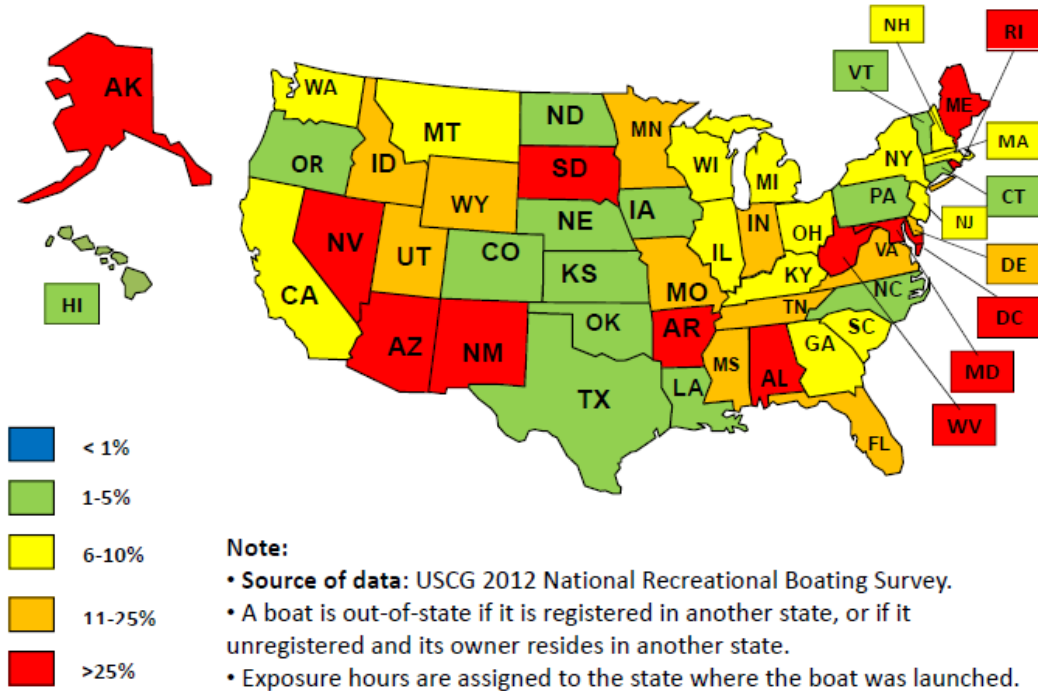 AK
HI
WA
OR
CA
NV
ID
MT
WY
UT
AZ
NM
CO
ND
SD
NE
KS
OK
TX
MN
IA
MO
AR
LA
WI
IL
MI
IN
OH
KY
TN
MS
AL
GA
FL
SC
NC
VA
PA
NY
ME
VT
NH
RI
MA
CT
NJ
DE
DC
MD
WV
< 1%
1-5%
6-10%
11-25%
>25%
Note:
• Source of data: USCG 2012 National Recreational Boating Survey.
• A boat is out-of-state if it is registered in another state, or if it
unregistered and its owner resides in another state.
• Exposure hours are assigned to the state where the boat was launched.